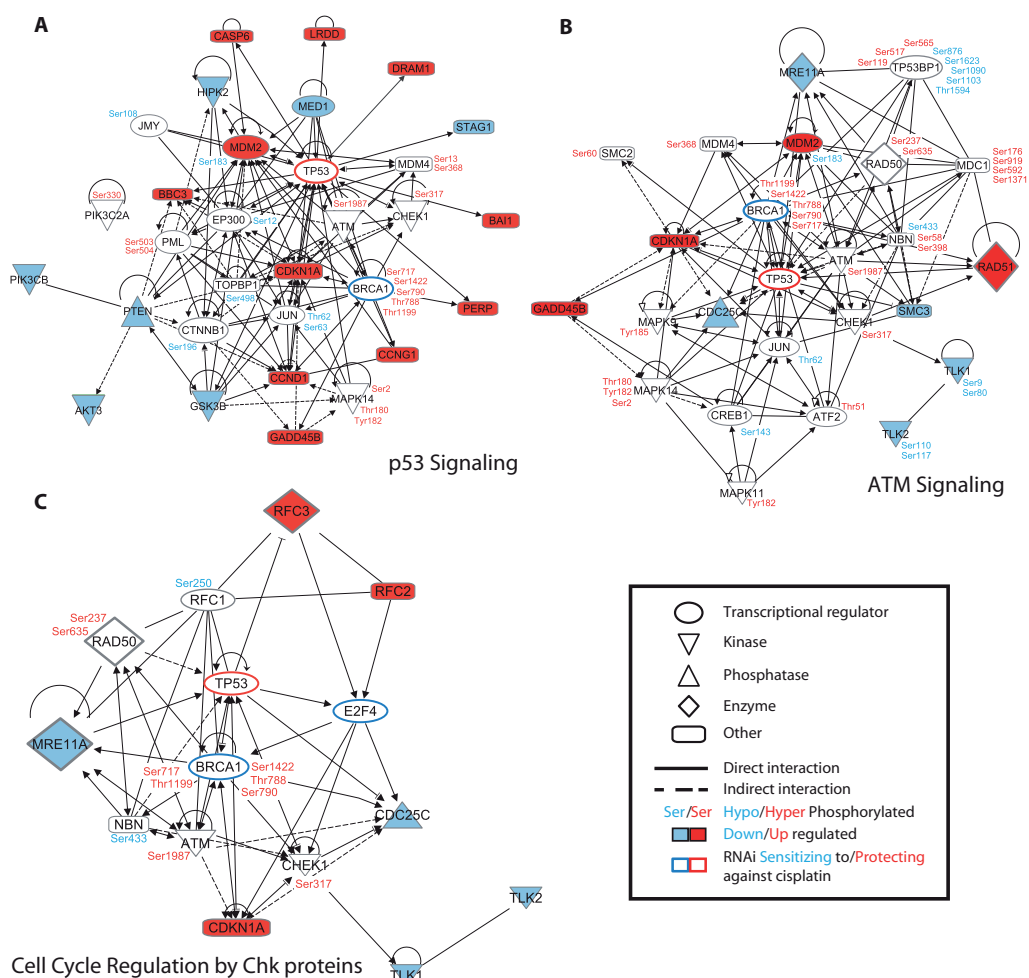 A
CASP6
LRDD
DRAM1
HIPK2
MED1
STAG1
Ser108
JMY
MDM2
Ser183
TP53
MDM4
Ser13
Ser368
Ser330
PIK3C2A
BBC3
Ser1987
Ser317
CHEK1
EP300
Ser12
ATM
BAI1
Ser503
Ser504
PML
PIK3CB
CDKN1A
TOPBP1
Ser498
BRCA1
Ser717
Ser1422
Ser790
Thr788
Thr1199
PTEN
PERP
CTNNB1
Ser196
JUN
Thr62
Ser63
CCNG1
CCND1
AKT3
GSK3B
MAPK14
Ser2
Thr180
Tyr182
GADD45B
p53 Signaling
B
MRE11A
Ser565
Ser517
Ser119
TP53BP1
Ser876
Ser1623
Ser1090
Ser1103
Thr1594
Ser60
SMC2
Ser368
MDM4
MDM2
Ser183
Ser237
Ser635
RAD50
MDC1
Ser176
Ser919
Ser592
Ser1371
Thr1199
Ser1422
BRCA1
Thr788
Ser790
Ser717
Ser433
NBN
Ser58
Ser398
CDKN1A
ATM
Ser1987
RAD51
TP53
GADD45B
MAPK9
Tyr185
CDC25C
CHEK1
Ser317
SMC3
JUN
Thr62
TLK1
Ser9
Ser80
Thr180
Tyr182
Ser2
MAPK14
CREB1
Ser143
Thr51
ATF2
TLK2
Ser110
Ser117
MAPK11
Tyr182
ATM Signaling
C
RFC3
Ser250
RFC1
RFC2
Ser237
Ser635
RAD50
TP53
E2F4
MRE11A
BRCA1
Ser717
Thr1199
Ser1422
Thr788
Ser790
NBN
Ser433
ATM
Ser1987
CDC25C
CHEK1
Ser317
CDKN1A
TLK2
TLK1
Cell Cycle Regulation by Chk proteins
Transcriptional regulator
Kinase
Phosphatase
Enzyme
Other
Direct interaction
Indirect interaction
Ser/Ser Hypo/Hyper Phosphorylated
Down/Up regulated
RNAi Sensitizing to/Protecting
against cisplatin